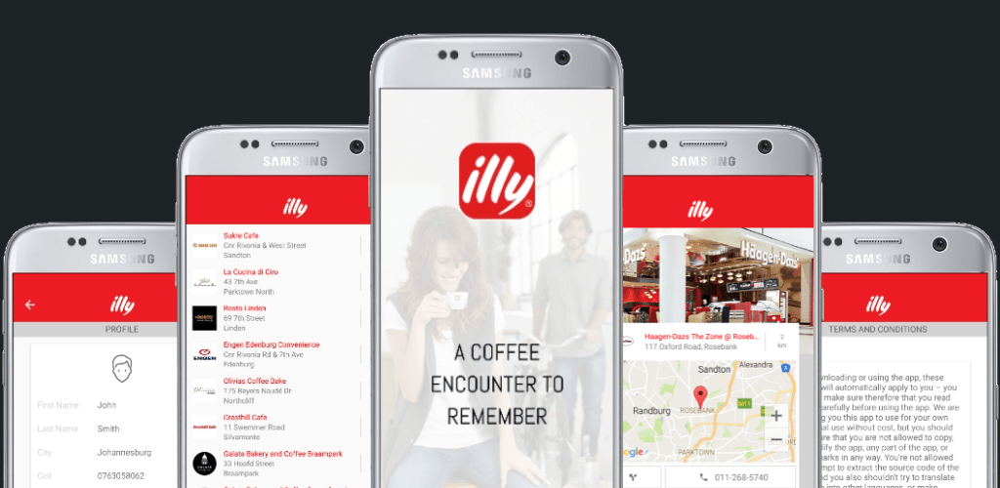 SAMSUNG
illy
A COFFEE
ENCOUNTER TO
REMEMBER
SAMSUNG
illy
Sukre Cafe
Cnr Rivonia & West Street
Sandton
La Cucina di Ciro
43 7th Ave
Parktown North
Rosto Linden
69 7th Street
Linden
ENGEN
Engen Edenburg Convenience
Cnr Rivonia Rd & 7th Ave
Edenburg
Olivias Coffee Bake
175 Beyers Naudé Dr
Northcliff
Cresthill Cafe
11 Swemmer Road
Silvamonte
Galata Bakery and Coffee Braampark
33 Hoofd Street
Braampark
SAMSUNG
illy
Häagen-Dazs
Haagen-Dazs The Zone @ Roseb...
117 Oxford Road, Rosebank
2
km
Sandton
Alexandra
Randburg
ROSEBANK
PARKTOWN
+
−
011-268-5740
SAMSUNG
illy
PROFILE
First Name John
Last Name Smith
City Johannesburg
Cell 0763058062
SAMSUNG
illy
TERMS AND CONDITIONS
nloading or using the app, these
will automatically apply to you – you
make sure therefore that you read
carefully before using the app. We are
g you this app to use for your own
al use without cost, but you should
re that you are not allowed to copy,
ify the app, any part of the app, or
arks in any way. You're not allowed
mpt to extract the source code of the
d you also shouldn't try to translate
into other languages, or make